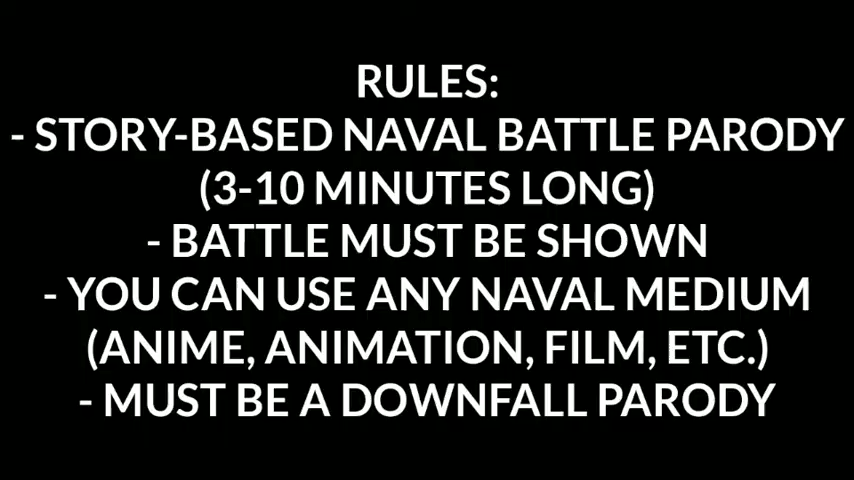 RULES:
- STORY-BASED NAVAL BATTLE PARODY
(3-10 MINUTES LONG)
- BATTLE MUST BE SHOWN
- YOU CAN USE ANY NAVAL MEDIUM
(ANIME, ANIMATION, FILM, ETC.)
- MUST BE A DOWNFALL PARODY